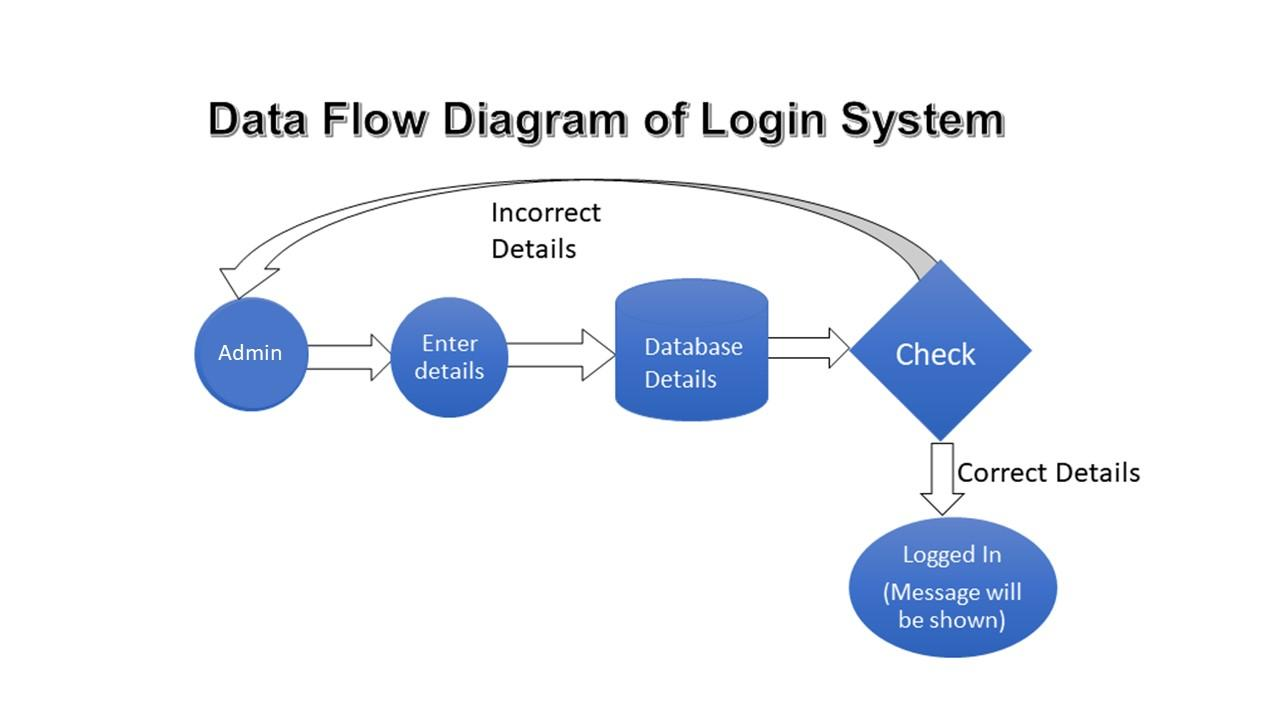 Data Flow Diagram of Login System
Incorrect
Details
Admin
Enter
details
Database
Details
Check
Correct Details
Logged In
(Message will
be shown)